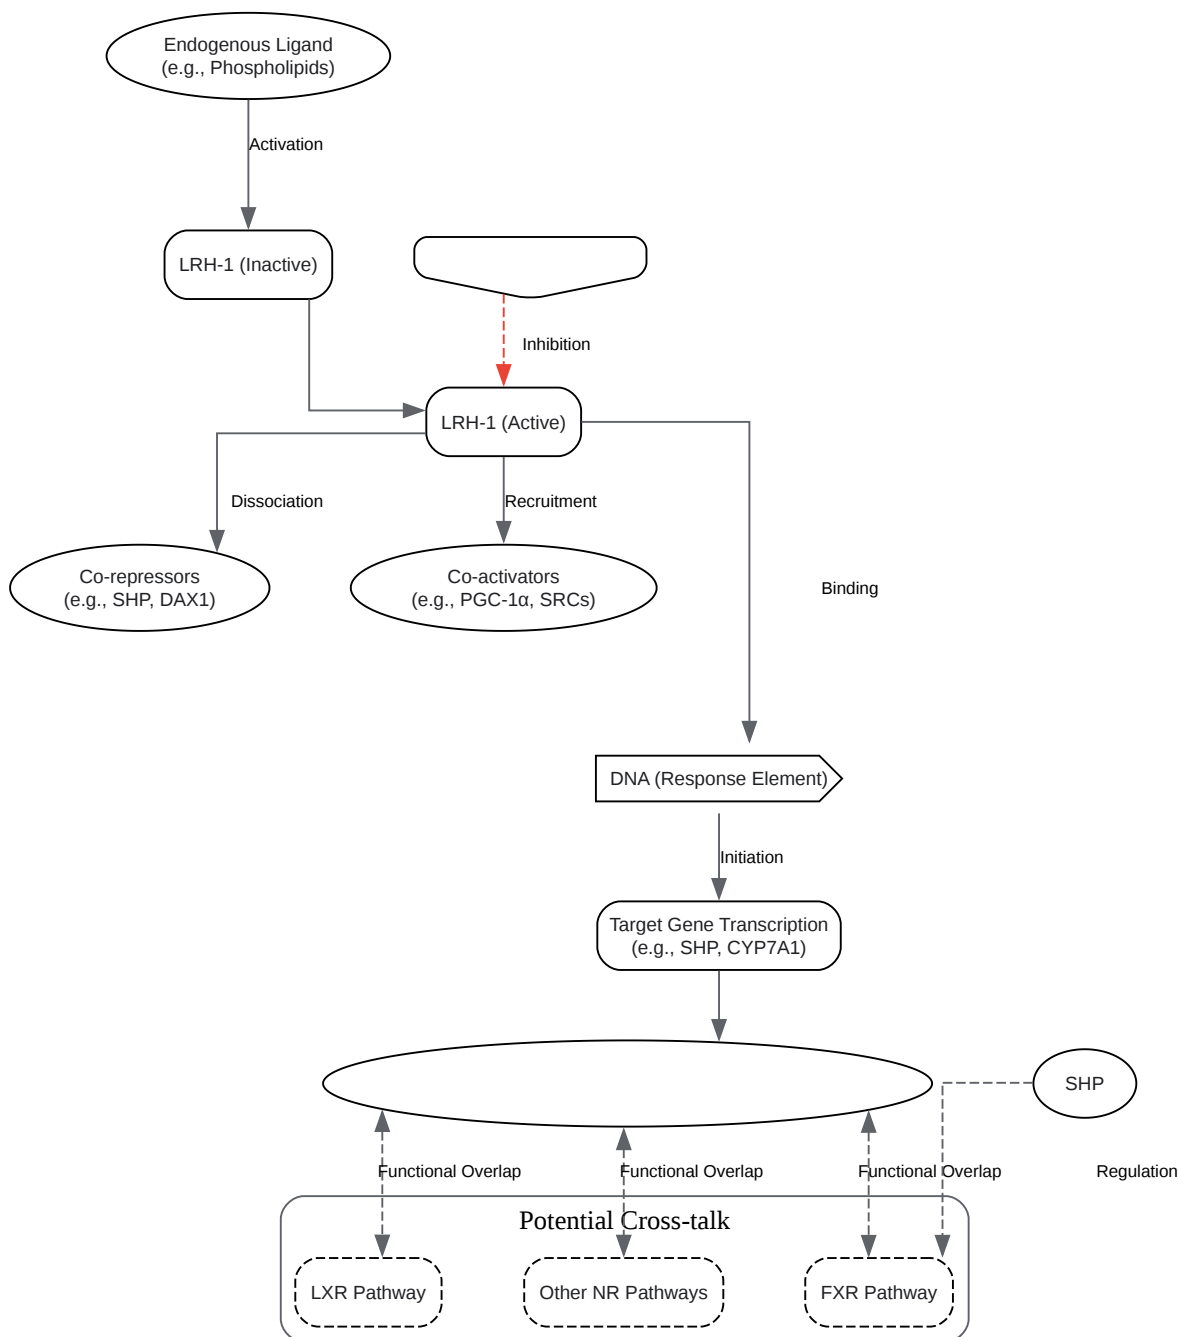 Endogenous Ligand
(e.g., Phospholipids)
Activation
LRH-1 (Inactive)
Inhibition
LRH-1 (Active)
Dissociation
Recruitment
Co-repressors
(e.g., SHP, DAX1)
Co-activators
(e.g., PGC-1α, SRCs)
Binding
DNA (Response Element)
Initiation
Target Gene Transcription
(e.g., SHP, CYP7A1)
SHP
Functional Overlap
Functional Overlap
Functional Overlap
Regulation
Potential Cross-talk
LXR Pathway
Other NR Pathways
FXR Pathway